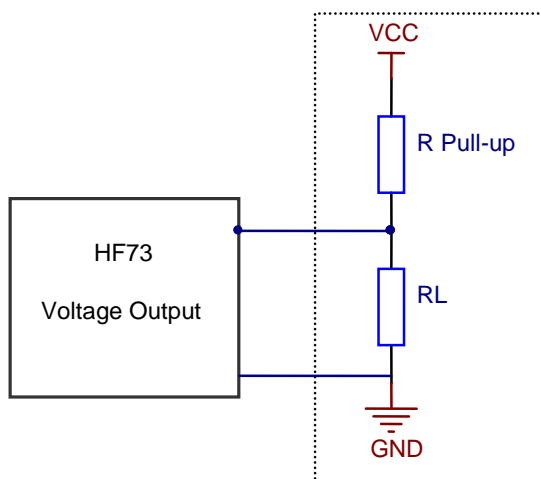 VCC
R Pull-up
HF73
Voltage Output
RL
GND